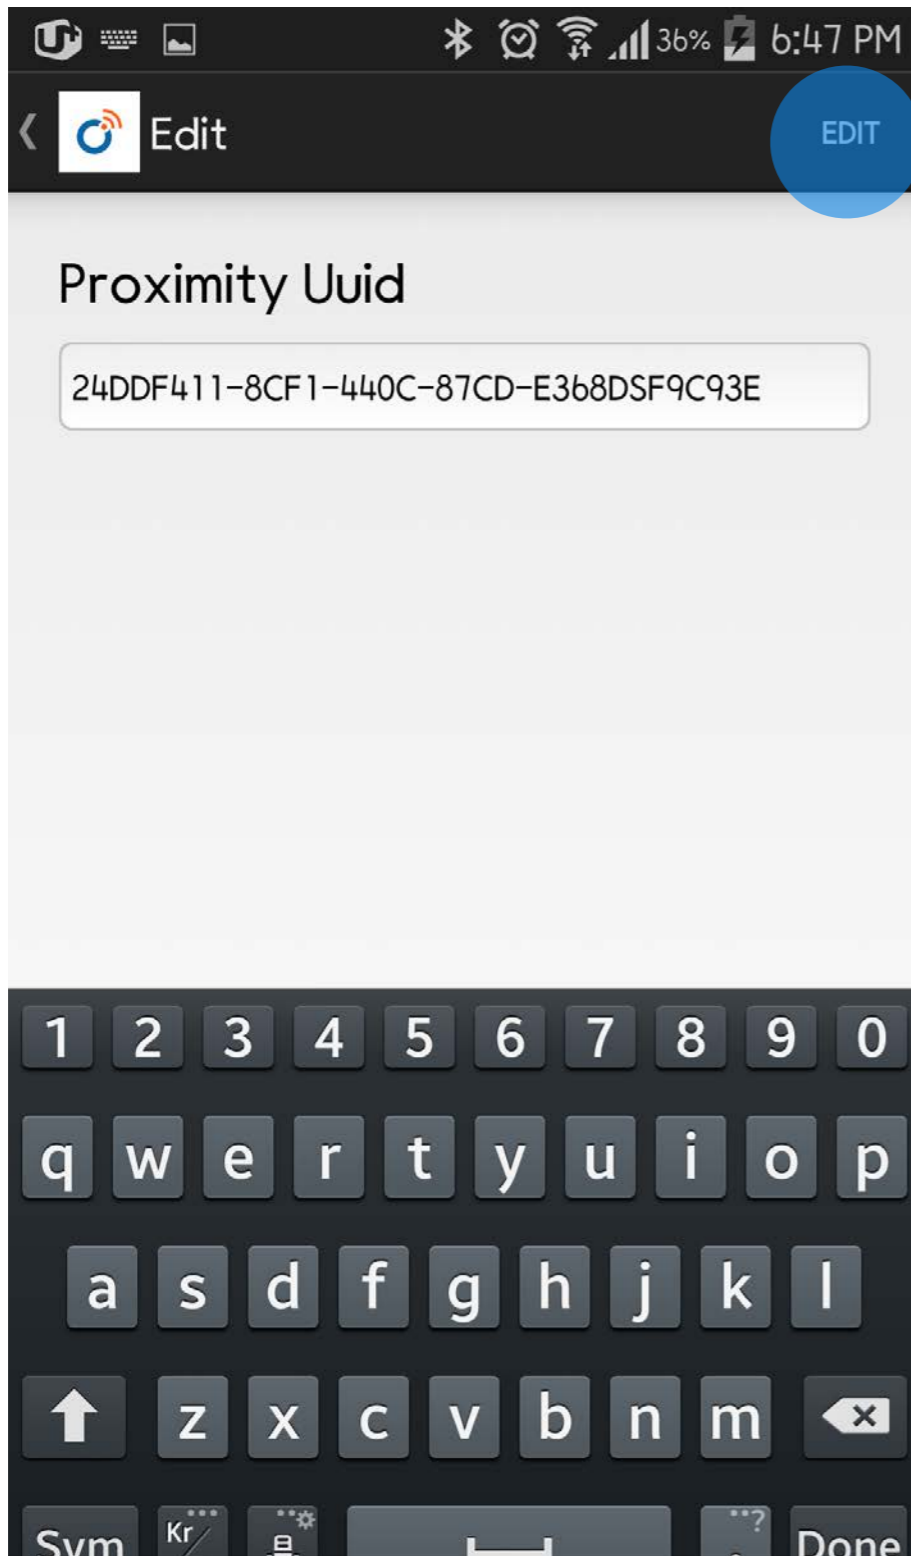 36% 6:47 PM
Edit EDIT
Proximity Uuid
24DDF411-8CF1-440C-87CD-E368DSF9C93E
1 2 3 4 5 6 7 8 9 0
q w e r t y u i o p
a s d f g h j k l
z x c v b n m
Sym Kr/ ? Done